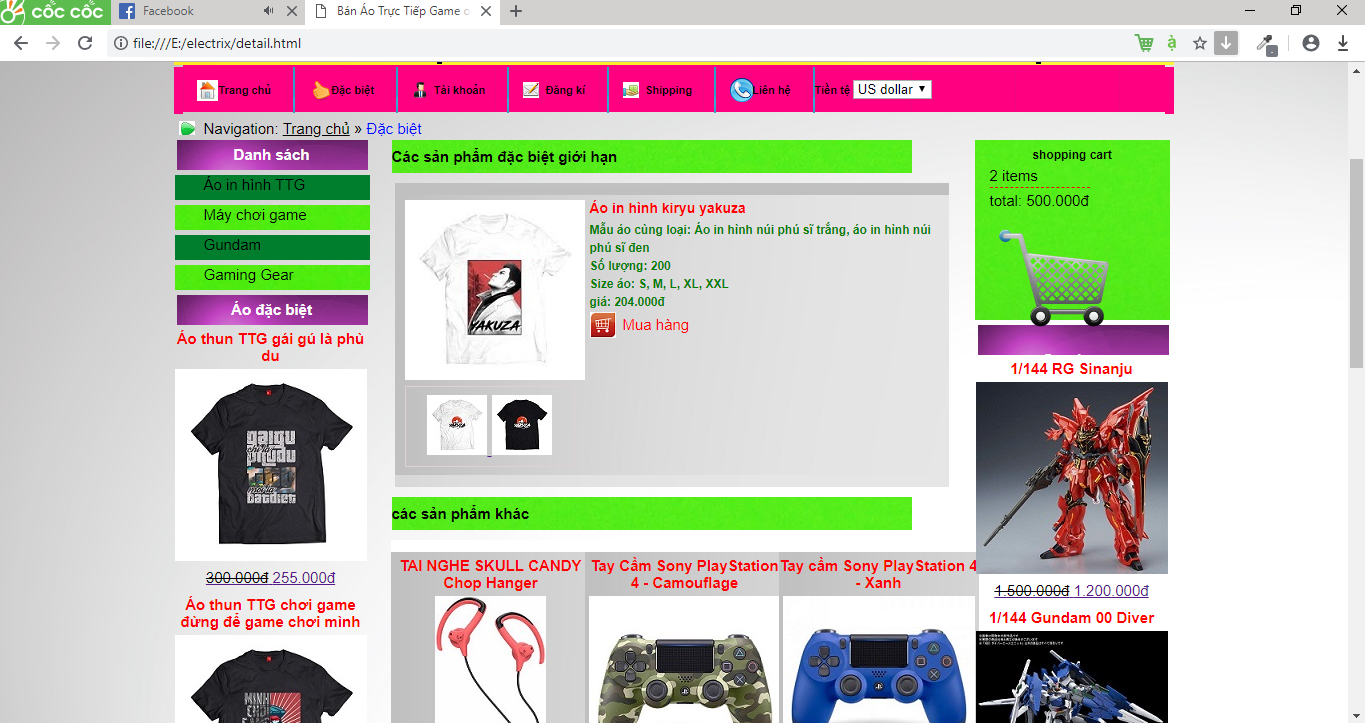 cốc cốc
Facebook
Bán Áo Trực Tiếp Game o
file:///E:/electrix/detail.html
Trang chủ
Đặc biệt
Tài khoản
Đăng kí
Shipping
Liên hệ
Tiền tệ
US dollar
Navigation: Trang chủ » Đặc biệt
Danh sách
Áo in hình TTG
Máy chơi game
Gundam
Gaming Gear
Áo đặc biệt
Áo thun TTG gái gú là phù
du
GAIGU
PHUDU
300.000đ 255.000đ
Áo thun TTG chơi game
đừng để game chơi mình
MINH
CHOI
Các sản phẩm đặc biệt giới hạn
Áo in hình kiryu yakuza
Mẫu áo cùng loại: Áo in hình núi phú sĩ trắng, áo in hình núi
phú sĩ đen
Số lượng: 200
Size áo: S, M, L, XL, XXL
giá: 204.000đ
Mua hàng
YAKUZA
YAKUZA
YAKUZA
các sản phẩm khác
TAI NGHE SKULL CANDY
Chop Hanger
Tay Cầm Sony PlayStation
4 - Camouflage
Tay cầm Sony PlayStation 4
- Xanh
shopping cart
2 items
total: 500.000đ
1/144 RG Sinanju
1.500.000đ 1.200.000đ
1/144 Gundam 00 Diver